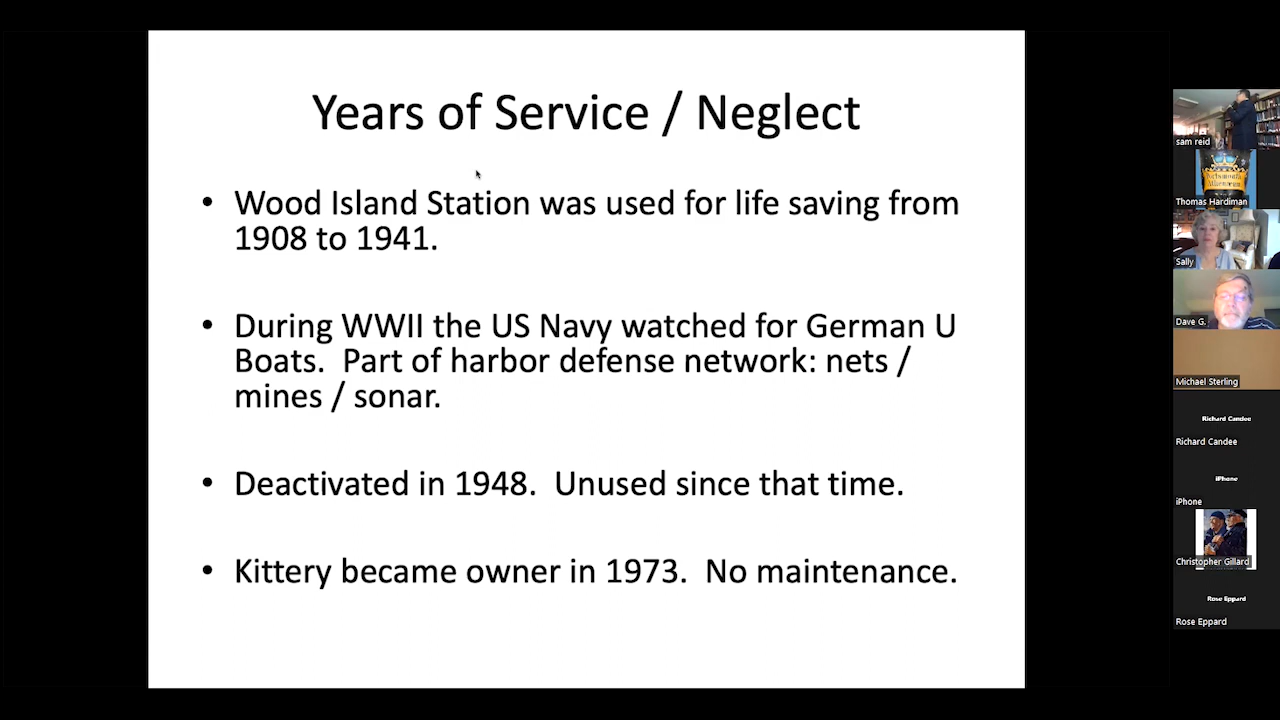 Years of Service / Neglect
• Wood Island Station was used for life saving from
1908 to 1941.
• During WWII the US Navy watched for German U
Boats.  Part of harbor defense network: nets /
mines / sonar.
• Deactivated in 1948.  Unused since that time.
• Kittery became owner in 1973.  No maintenance.
sam reid
Thomas Hardiman
Sally
Dave G.
Michael Sterling
Richard Candee
Richard Candee
iPhone
iPhone
Christopher Gillard
Rose Eppard
Rose Eppard